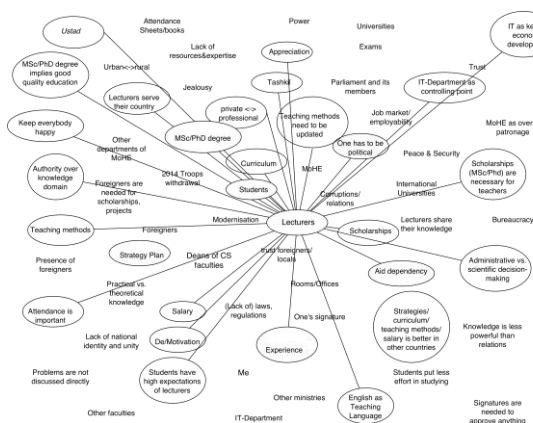 Ustad
Attendance
Sheets/books
Power
Universities
IT as key
econo
develop
Lack of
resources&expertise
Appreciation
Exams
MSc/PhD degree
implies good
quality education
Urban<->rural
Tashkil
Parliament and its
members
Trust
IT-Department as
controlling point
Jealousy
Lecturers serve
their country
private <->
professional
Teaching methods
need to be
updated
Job market/
employability
MoHE as over
patronage
Keep everybody
happy
MSc/PhD degree
One has to be
political
Other
departments of
MoHE
Curriculum
Peace & Security
Authority over
knowledge
domain
2014 Troops
withdrawal
MoHE
Scholarships
(MSc/Phd) are
necessary for
teachers
Foreigners are
needed for
scholarships,
projects
Students
Corruptions/
relations
International
Universities
Modernisation
Lecturers
Lecturers share
their knowledge
Bureaucracy
Teaching methods
Foreigners
Scholarships
Strategy Plan
Deans of CS
faculties
trust foreigners/
locals
Presence of
foreigners
Aid dependency
Administrative vs.
scientific decision-
making
Practical vs.
theoretical
knowledge
Rooms/Offices
Attendance is
important
Salary
(Lack of) laws,
regulations
One's signature
Strategies/
curriculum/
teaching methods/
salary is better in
other countries
Knowledge is less
powerful than
relations
Lack of national
identity and unity
De/Motivation
Experience
Problems are not
discussed directly
Students have
high expectations
of lecturers
Me
Students put less
effort in studying
Other ministries
English as
Teaching
Language
Other faculties
IT-Department
Signatures are
needed to
approve anything